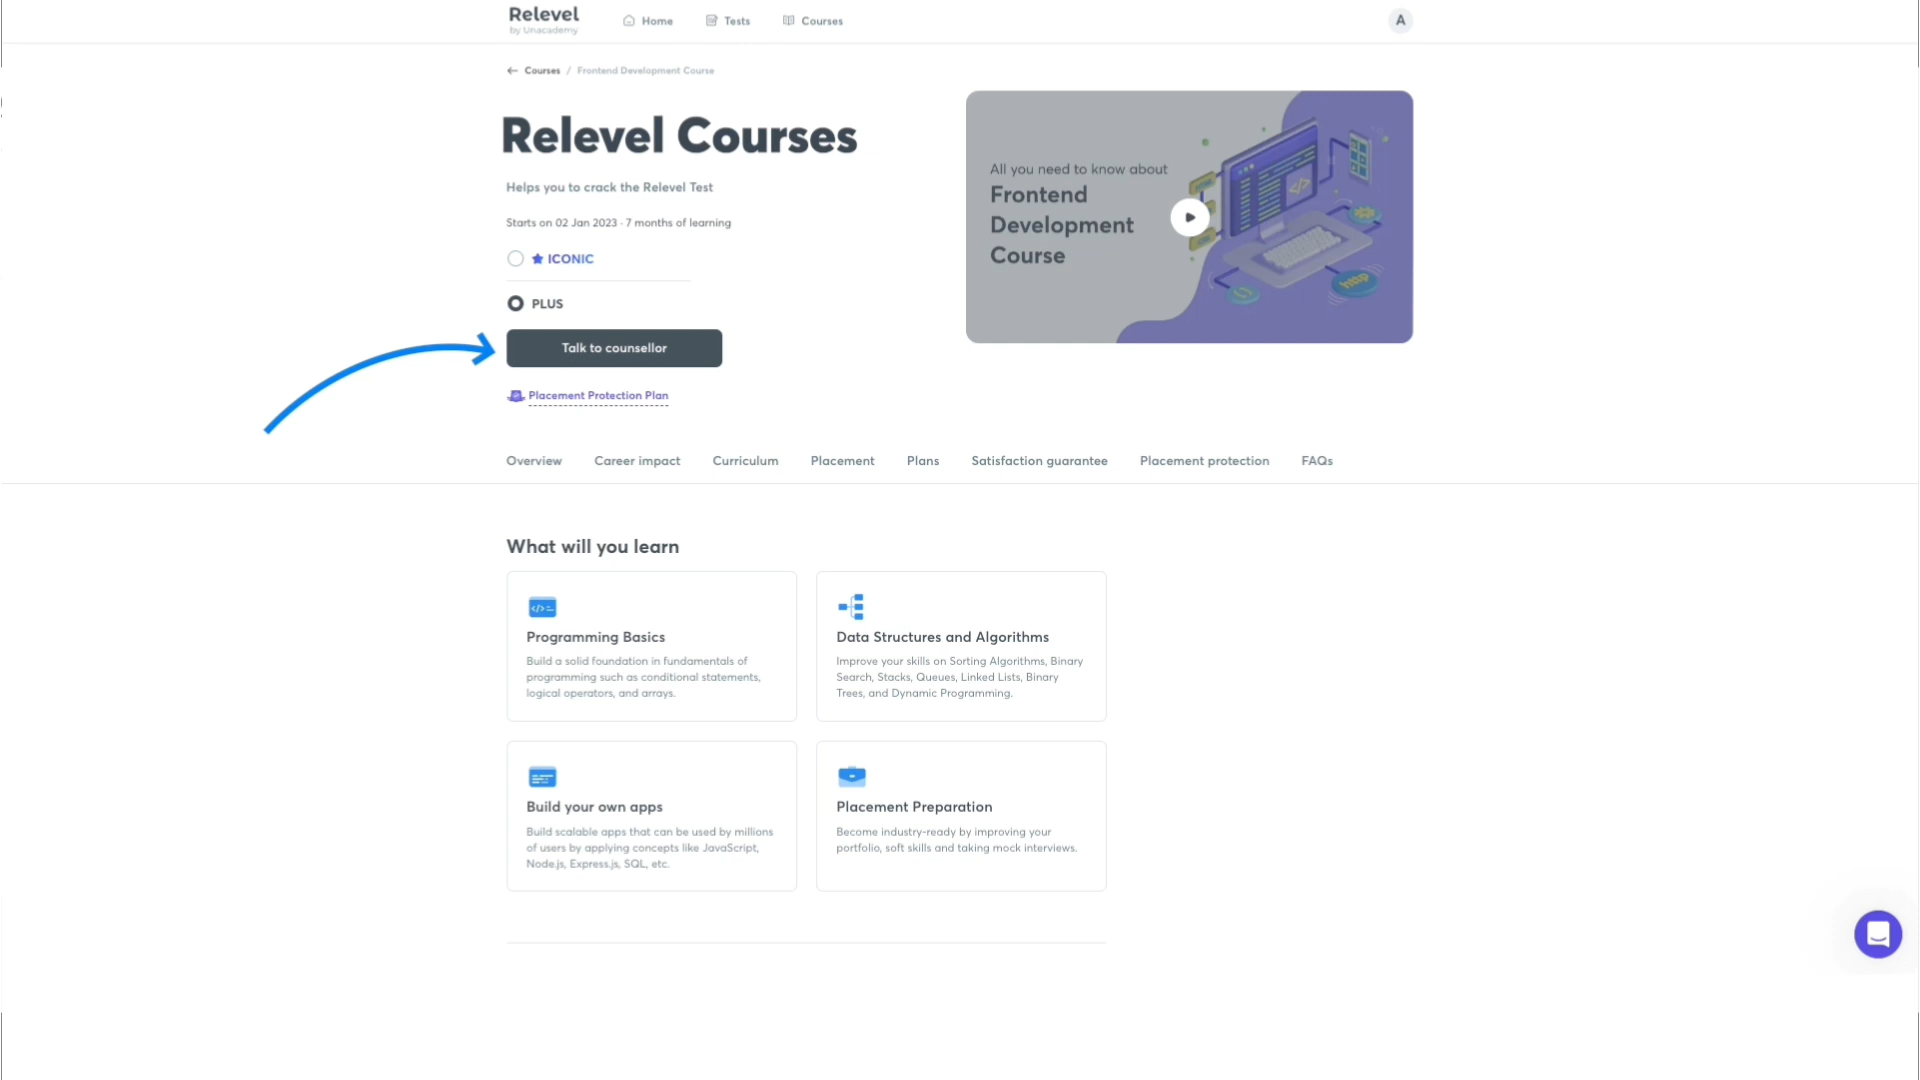 Relevel
by Unacademy
Home
Tests
Courses
A
Courses / Frontend Development Course
Relevel Courses
Helps you to crack the Relevel Test
Starts on 02 Jan 2023 · 7 months of learning
ICONIC
PLUS
Talk to counsellor
Placement Protection Plan
All you need to know about
Frontend
Development
Course
http
Overview
Career impact
Curriculum
Placement
Plans
Satisfaction guarantee
Placement protection
FAQs
What will you learn
Programming Basics
Build a solid foundation in fundamentals of
programming such as conditional statements,
logical operators, and arrays.
Data Structures and Algorithms
Improve your skills on Sorting Algorithms, Binary
Search, Stacks, Queues, Linked Lists, Binary
Trees, and Dynamic Programming.
Build your own apps
Build scalable apps that can be used by millions
of users by applying concepts like JavaScript,
Node.js, Express.js, SQL, etc.
Placement Preparation
Become industry-ready by improving your
portfolio, soft skills and taking mock interviews.